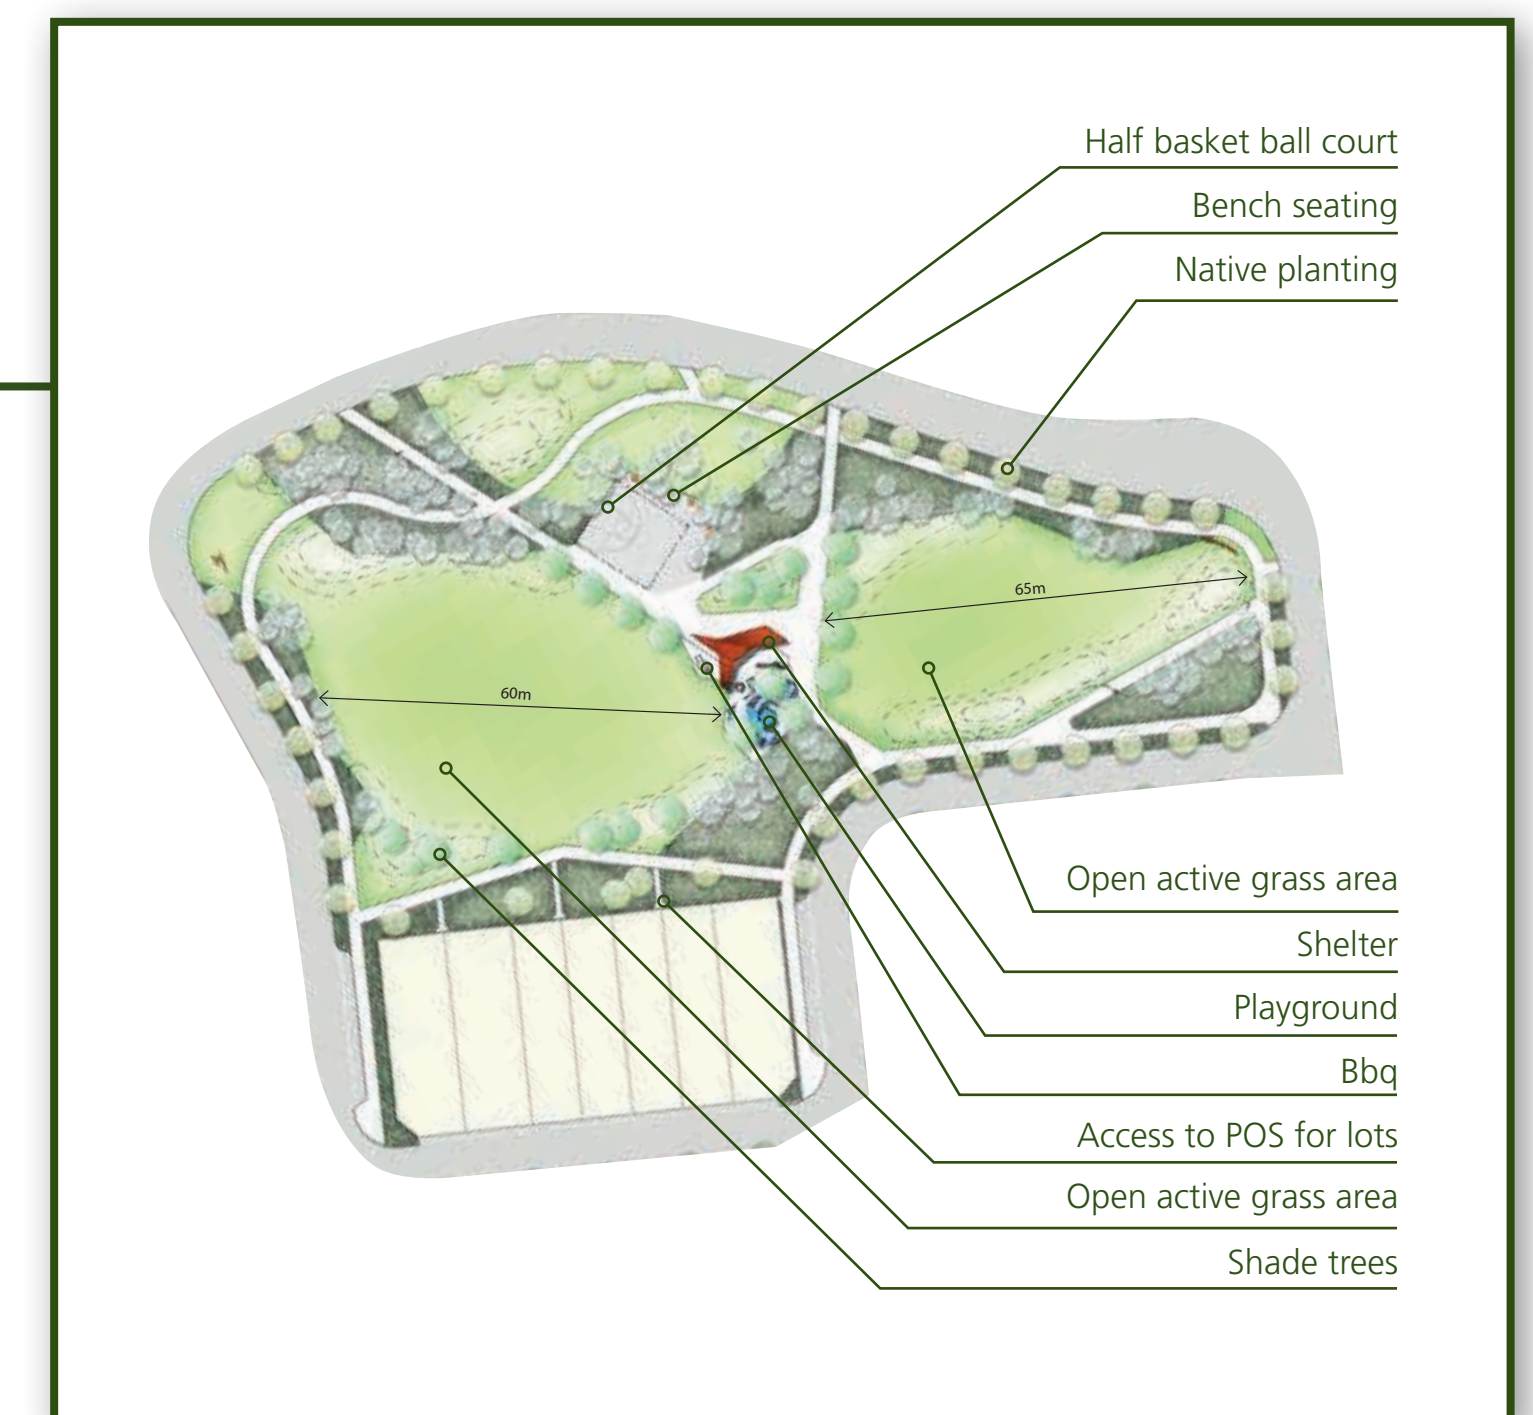 Half basket ball court
Bench seating
Native planting
65m
60m
Open active grass area
Shelter
Playground
Bbq
Access to POS for lots
Open active grass area
Shade trees